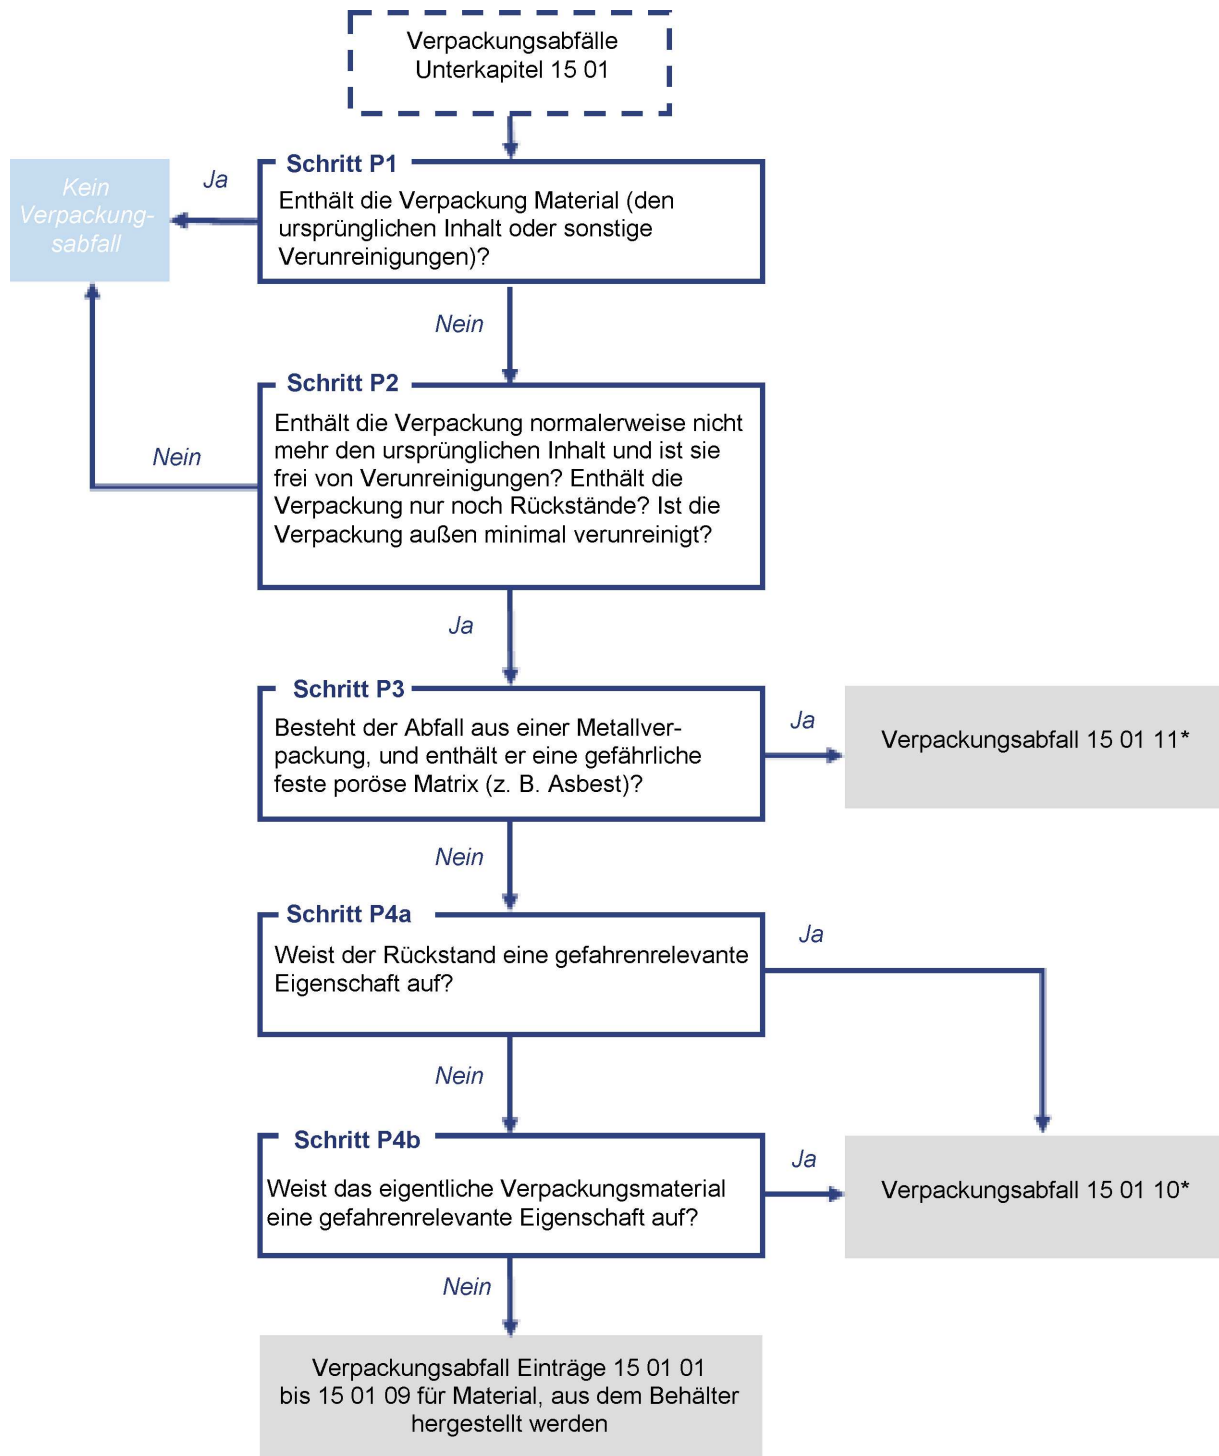 Verpackungsabfälle
Unterkapitel 15 01
Schritt P1
Kein
Verpackung-
sabfall
Ja
Enthält die Verpackung Material (den
ursprünglichen Inhalt oder sonstige
Verunreinigungen)?
Nein
Schritt P2
Enthält die Verpackung normalerweise nicht
mehr den ursprünglichen Inhalt und ist sie
frei von Verunreinigungen? Enthält die
Verpackung nur noch Rückstände? Ist die
Verpackung außen minimal verunreinigt?
Nein
Ja
Schritt P3
Besteht der Abfall aus einer Metallver-
packung, und enthält er eine gefährliche
feste poröse Matrix (z. B. Asbest)?
Ja
Verpackungsabfall 15 01 11*
Nein
Schritt P4a
Weist der Rückstand eine gefahrenrelevante
Eigenschaft auf?
Ja
Nein
Schritt P4b
Weist das eigentliche Verpackungsmaterial
eine gefahrenrelevante Eigenschaft auf?
Ja
Verpackungsabfall 15 01 10*
Nein
Verpackungsabfall Einträge 15 01 01
bis 15 01 09 für Material, aus dem Behälter
hergestellt werden